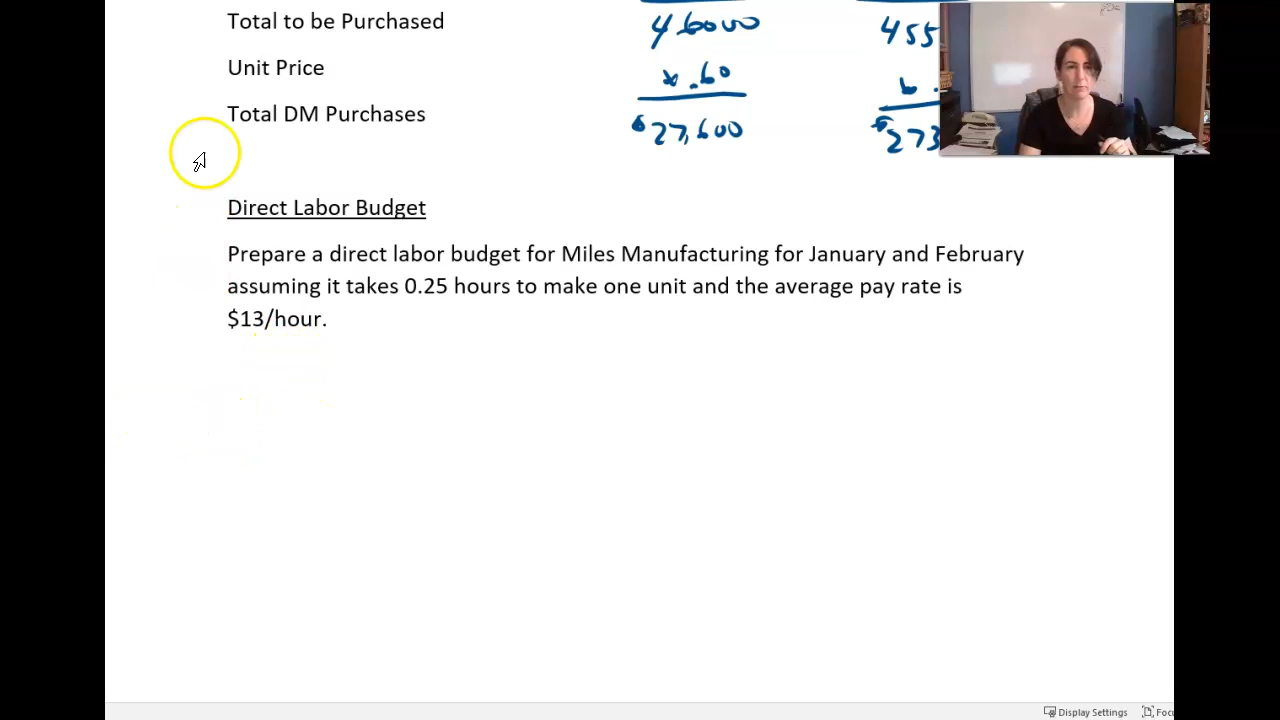 Total to be Purchased 46000 455
Unit Price * .60
Total DM Purchases $27,600 $273
Direct Labor Budget
Prepare a direct labor budget for Miles Manufacturing for January and February
assuming it takes 0.25 hours to make one unit and the average pay rate is
$13/hour.
Display Settings Foc